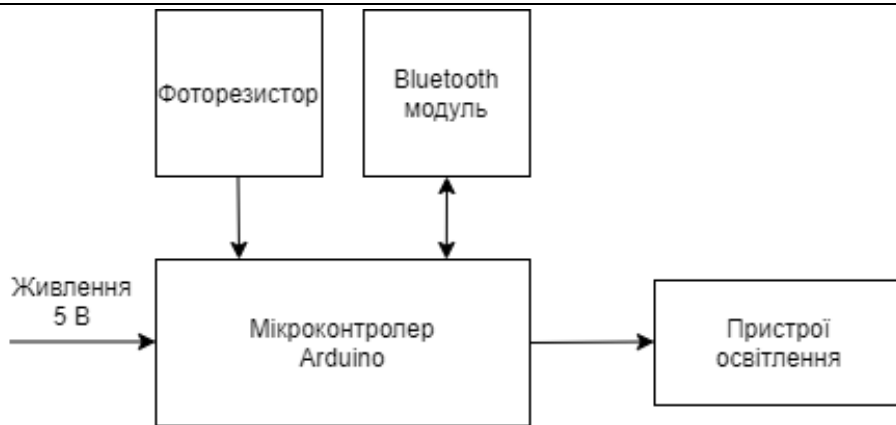 Фоторезистор
Bluetooth
модуль
Живлення
5 В
Мікроконтролер
Arduino
Пристрої
освітлення